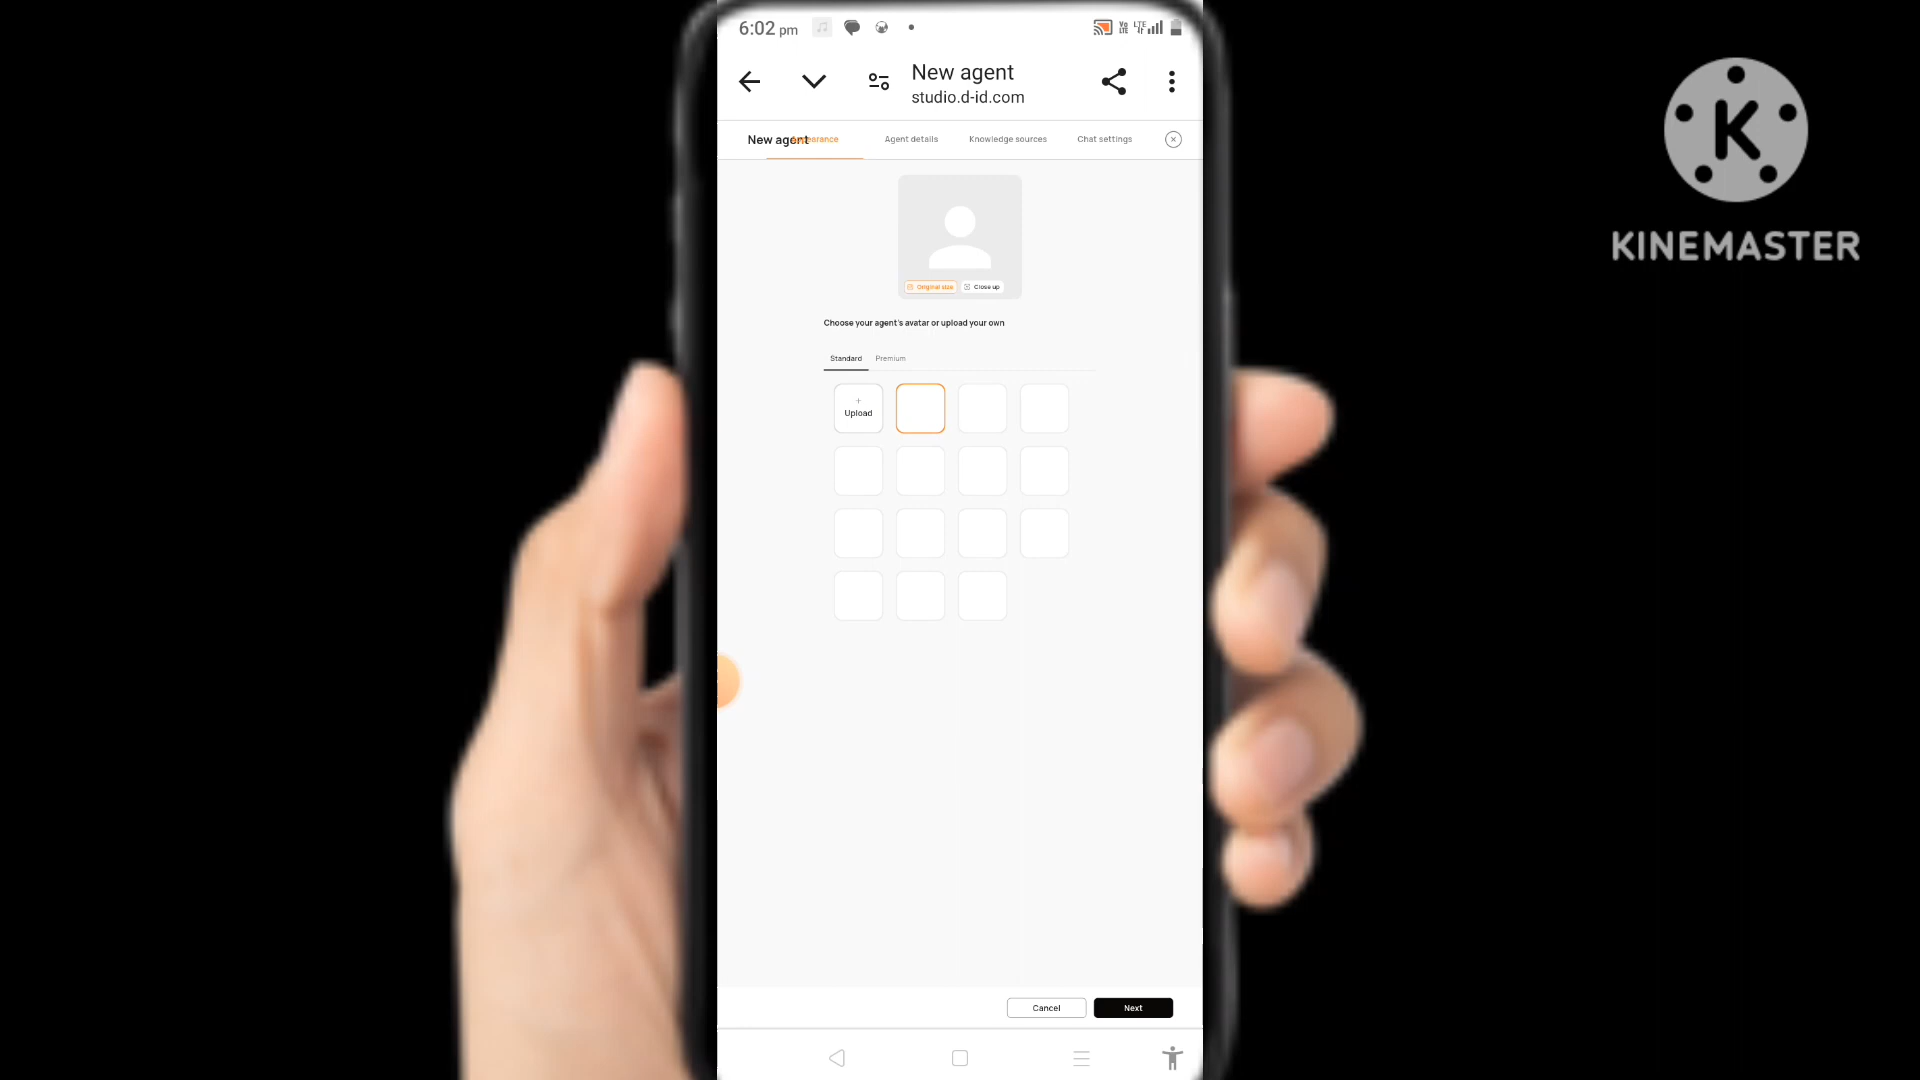 6:02 pm
New agent
studio.d-id.com
New agent
Appearance
Agent details
Knowledge sources
Chat settings
Original size
Close up
Choose your agent's avatar or upload your own
Standard
Premium
+
Upload
Cancel
Next
K
KINEMASTER